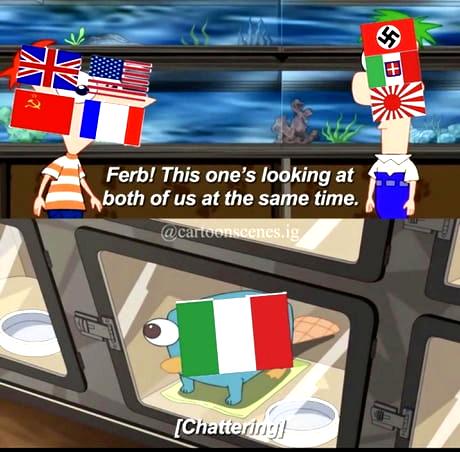 Ferb! This one's looking at
both of us at the same time.
@cartoonscenes.ig
[Chattering]